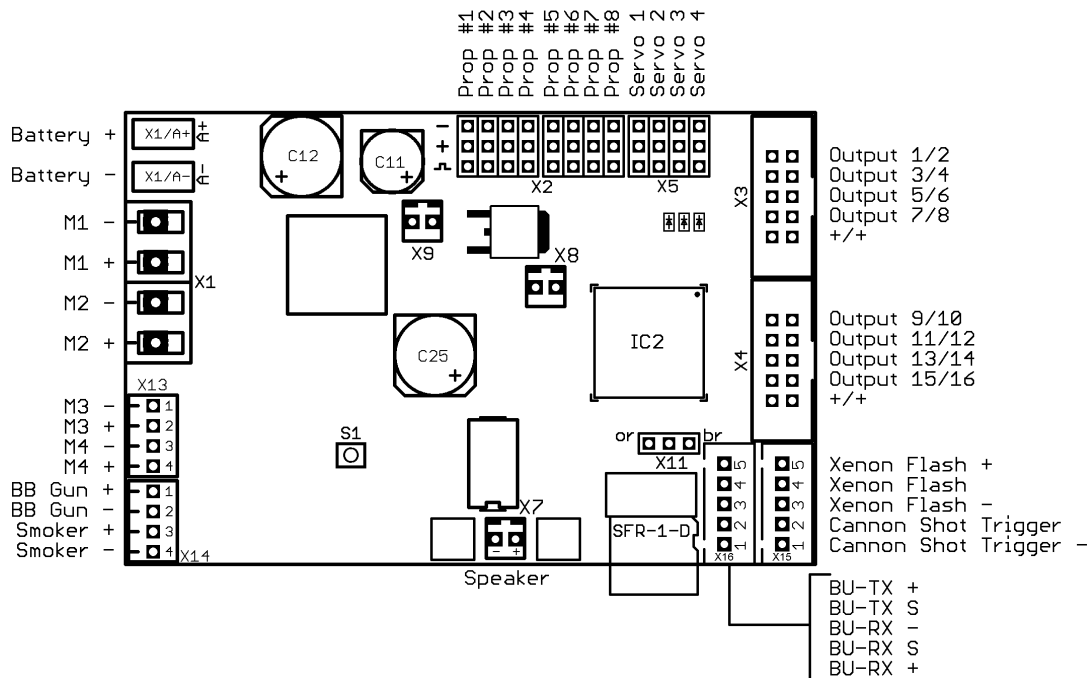 Prop #1
Prop #2
Prop #3
Prop #4
Prop #5
Prop #6
Prop #7
Prop #8
Servo 1
Servo 2
Servo 3
Servo 4
Battery +
X1/A+
A+
C12
C11
-
+
X2
X5
Output 1/2
Output 3/4
Output 5/6
Output 7/8
+/+
X3
Battery -
X1/A-
A-
M1 -
M1 +
M2 -
M2 +
X1
X9
X8
C25
IC2
X4
Output 9/10
Output 11/12
Output 13/14
Output 15/16
+/+
X13
M3 - 1
M3 + 2
M4 - 3
M4 + 4
S1
or
br
X11
BB Gun + 1
BB Gun - 2
Smoker + 3
Smoker - 4
X14
X7
- +
Speaker
SFR-1-D
5
4
3
2
1
X16
5
4
3
2
1
X15
Xenon Flash +
Xenon Flash
Xenon Flash -
Cannon Shot Trigger
Cannon Shot Trigger -
BU-TX +
BU-TX S
BU-RX -
BU-RX S
BU-RX +